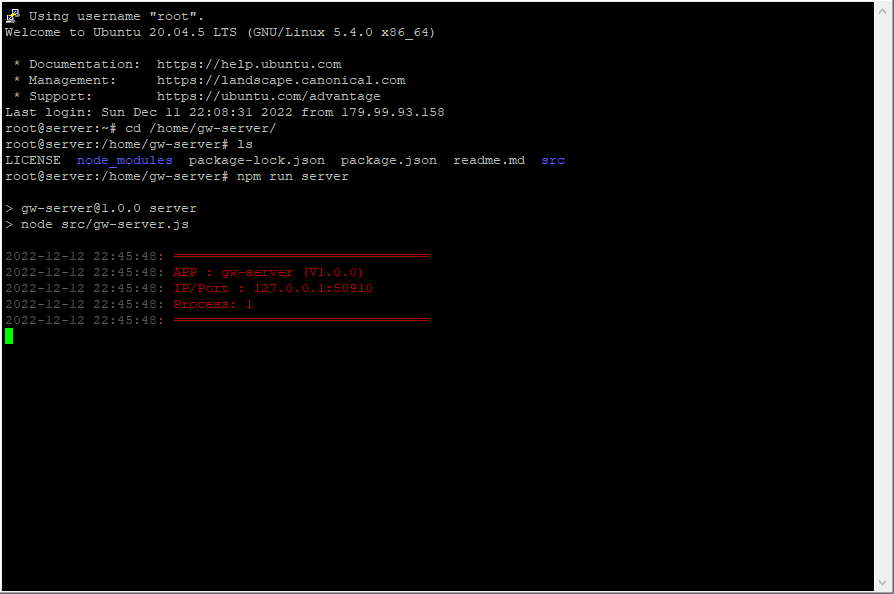 Using username "root".
Welcome to Ubuntu 20.04.5 LTS (GNU/Linux 5.4.0 x86_64)
* Documentation:  https://help.ubuntu.com
* Management:     https://landscape.canonical.com
* Support:        https://ubuntu.com/advantage
Last login: Sun Dec 11 22:08:31 2022 from 179.99.93.158
root@server:~# cd /home/gw-server/
root@server:/home/gw-server# ls
LICENSE  node_modules  package-lock.json  package.json  readme.md  src
root@server:/home/gw-server# npm run server
> gw-server@1.0.0 server
> node src/gw-server.js
2022-12-12 22:45:48: ================================
2022-12-12 22:45:48: APP : gw-server (V1.0.0)
2022-12-12 22:45:48: IP/Port : 127.0.0.1:50910
2022-12-12 22:45:48: Process: 1
2022-12-12 22:45:48: ================================